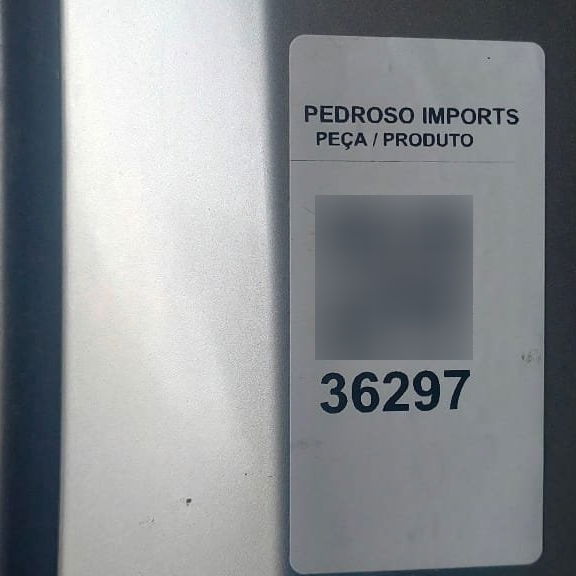 PEDROSO IMPORTS
PEÇA / PRODUTO
36297